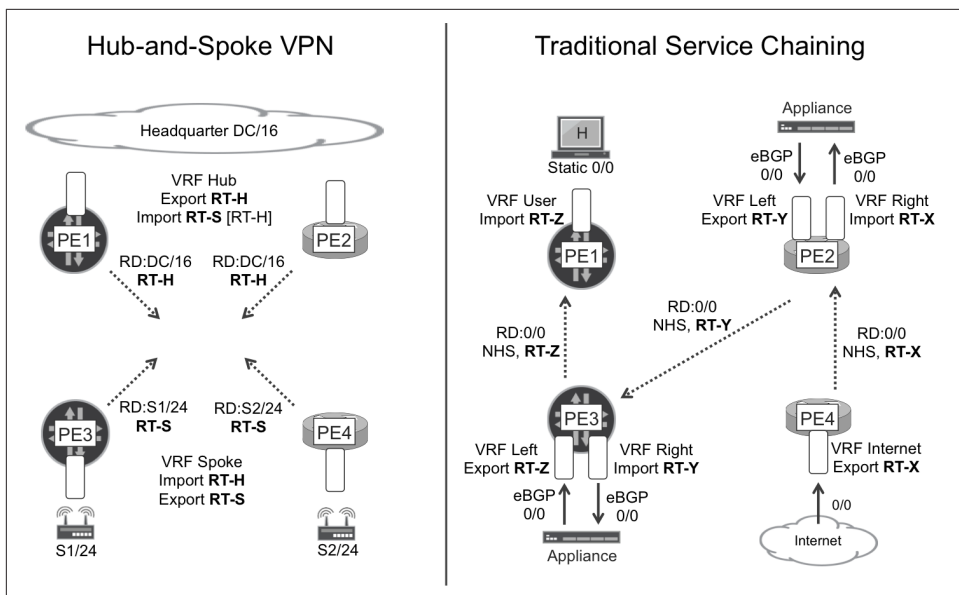 Hub-and-Spoke VPN
Headquarter DC/16
VRF Hub
Export RT-H
Import RT-S [RT-H]
PE1
PE2
RD:DC/16
RT-H
RD:DC/16
RT-H
RD:S1/24
RT-S
RD:S2/24
RT-S
PE3
PE4
VRF Spoke
Import RT-H
Export RT-S
S1/24
S2/24
Traditional Service Chaining
Appliance
H
Static 0/0
eBGP
0/0
eBGP
0/0
VRF User
Import RT-Z
VRF Left
Export RT-Y
VRF Right
Import RT-X
PE1
PE2
RD:0/0
NHS, RT-Z
RD:0/0
NHS, RT-Y
RD:0/0
NHS, RT-X
PE3
PE4
VRF Left
Export RT-Z
VRF Right
Import RT-Y
VRF Internet
Export RT-X
eBGP
0/0
eBGP
0/0
0/0
Appliance
Internet